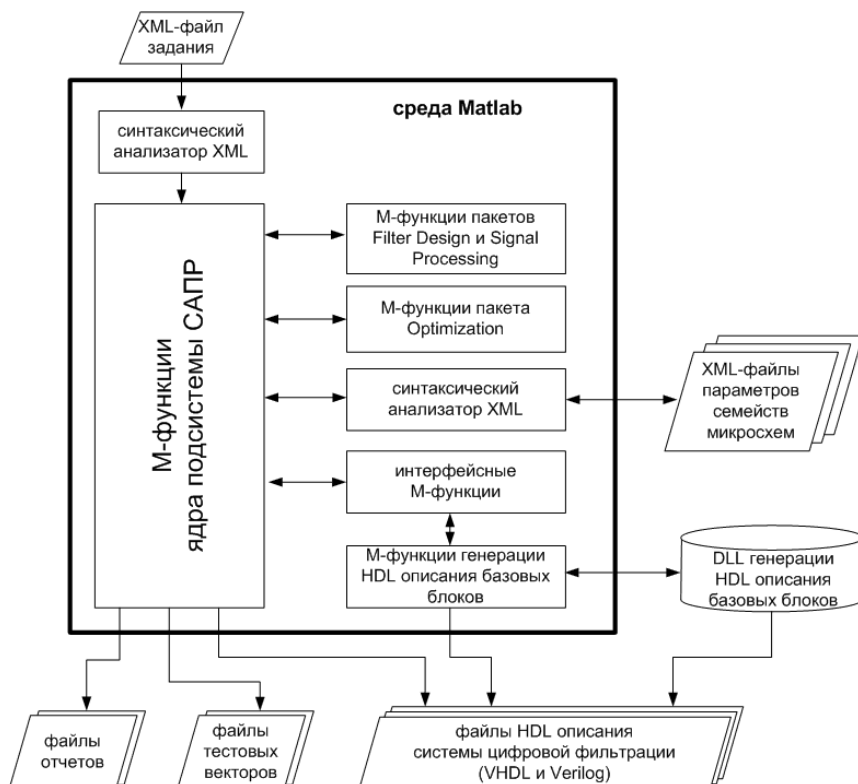 XML-файл
задания
среда Matlab
синтаксический
анализатор XML
М-функции
ядра подсистемы САПР
М-функции пакетов
Filter Design и Signal
Processing
М-функции пакета
Optimization
синтаксический
анализатор XML
XML-файлы
параметров
семейств
микросхем
интерфейсные
М-функции
М-функции генерации
HDL описания базовых
блоков
DLL генерации
HDL описания
базовых блоков
файлы
отчетов
файлы
тестовых
векторов
файлы HDL описания
системы цифровой фильтрации
(VHDL и Verilog)